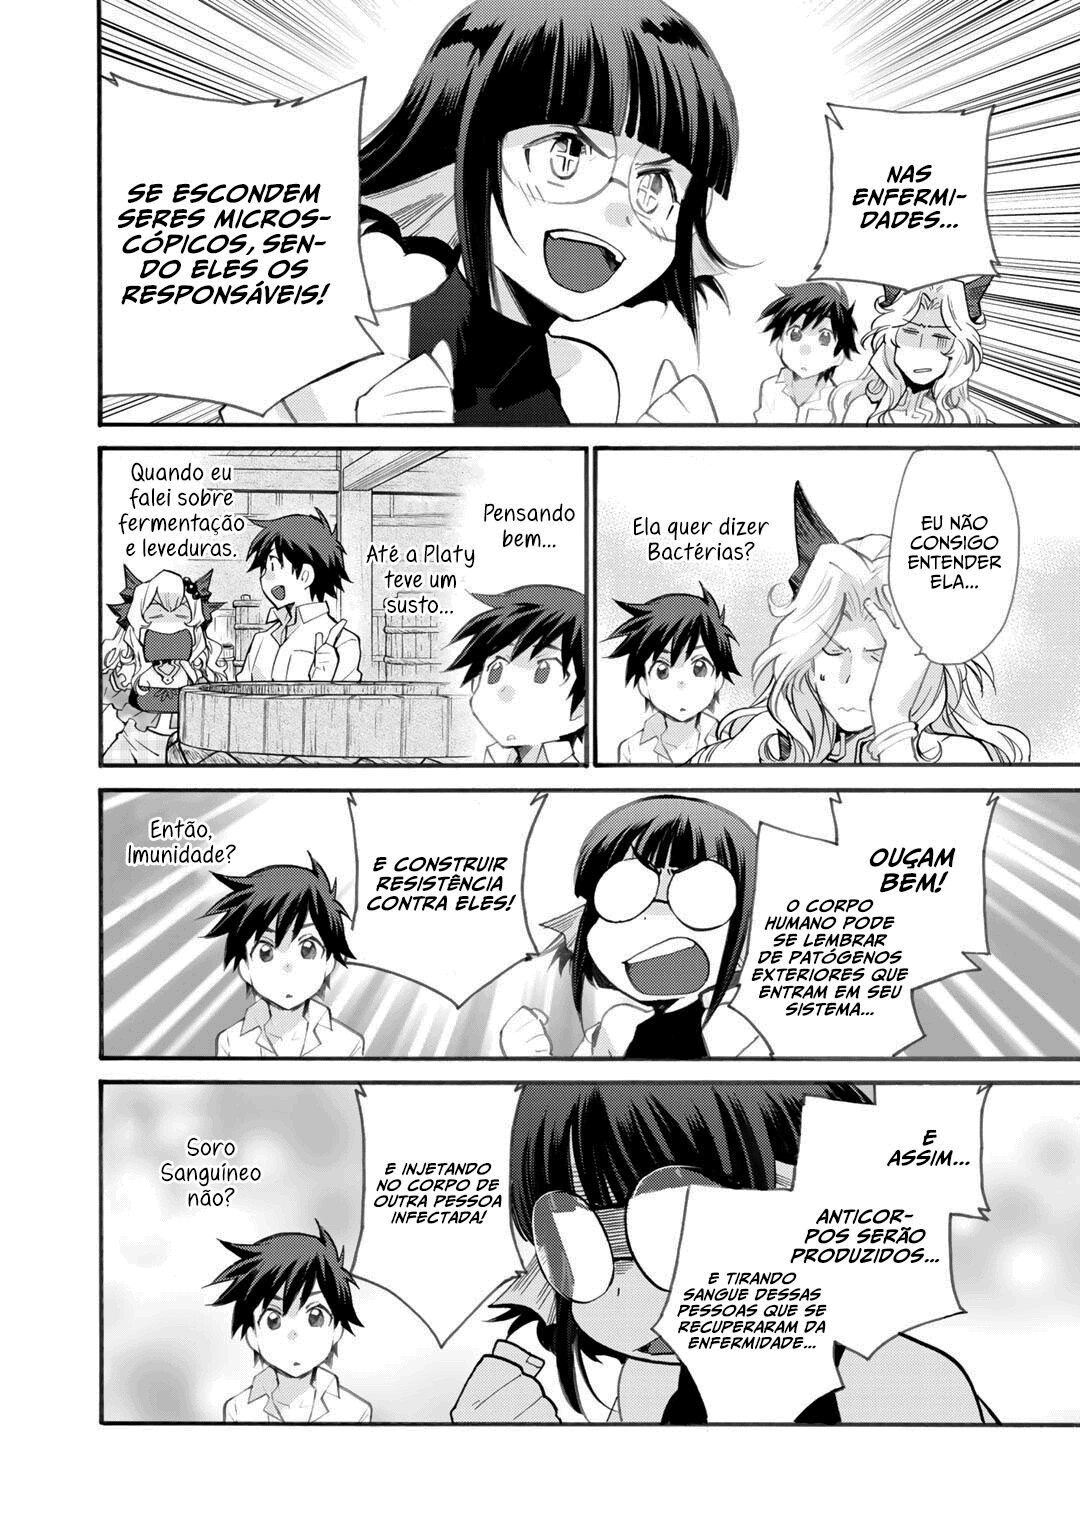 NAS
ENFERMI-
DADES...
SE ESCONDEM
SERES MICROS-
CÓPICOS, SEN-
DO ELES OS
RESPONSÁVEIS!
EU NÃO
CONSIGO
ENTENDER
ELA...
Ela quer dizer
Bactérias?
Pensando
bem...
Até a Platy
teve um
susto...
Quando eu
falei sobre
fermentação
e leveduras.
OUÇAM
BEM!
O CORPO
HUMANO PODE
SE LEMBRAR
DE PATÓGENOS
EXTERIORES QUE
ENTRAM EM SEU
SISTEMA...
E CONSTRUIR
RESISTÊNCIA
CONTRA ELES!
Então,
Imunidade?
E
ASSIM...
ANTICOR-
POS SERÃO
PRODUZIDOS...
E TIRANDO
SANGUE DESSAS
PESSOAS QUE SE
RECUPERARAM DA
ENFERMIDADE...
E INJETANDO
NO CORPO DE
OUTRA PESSOA
INFECTADA!
Soro
Sanguíneo
não?